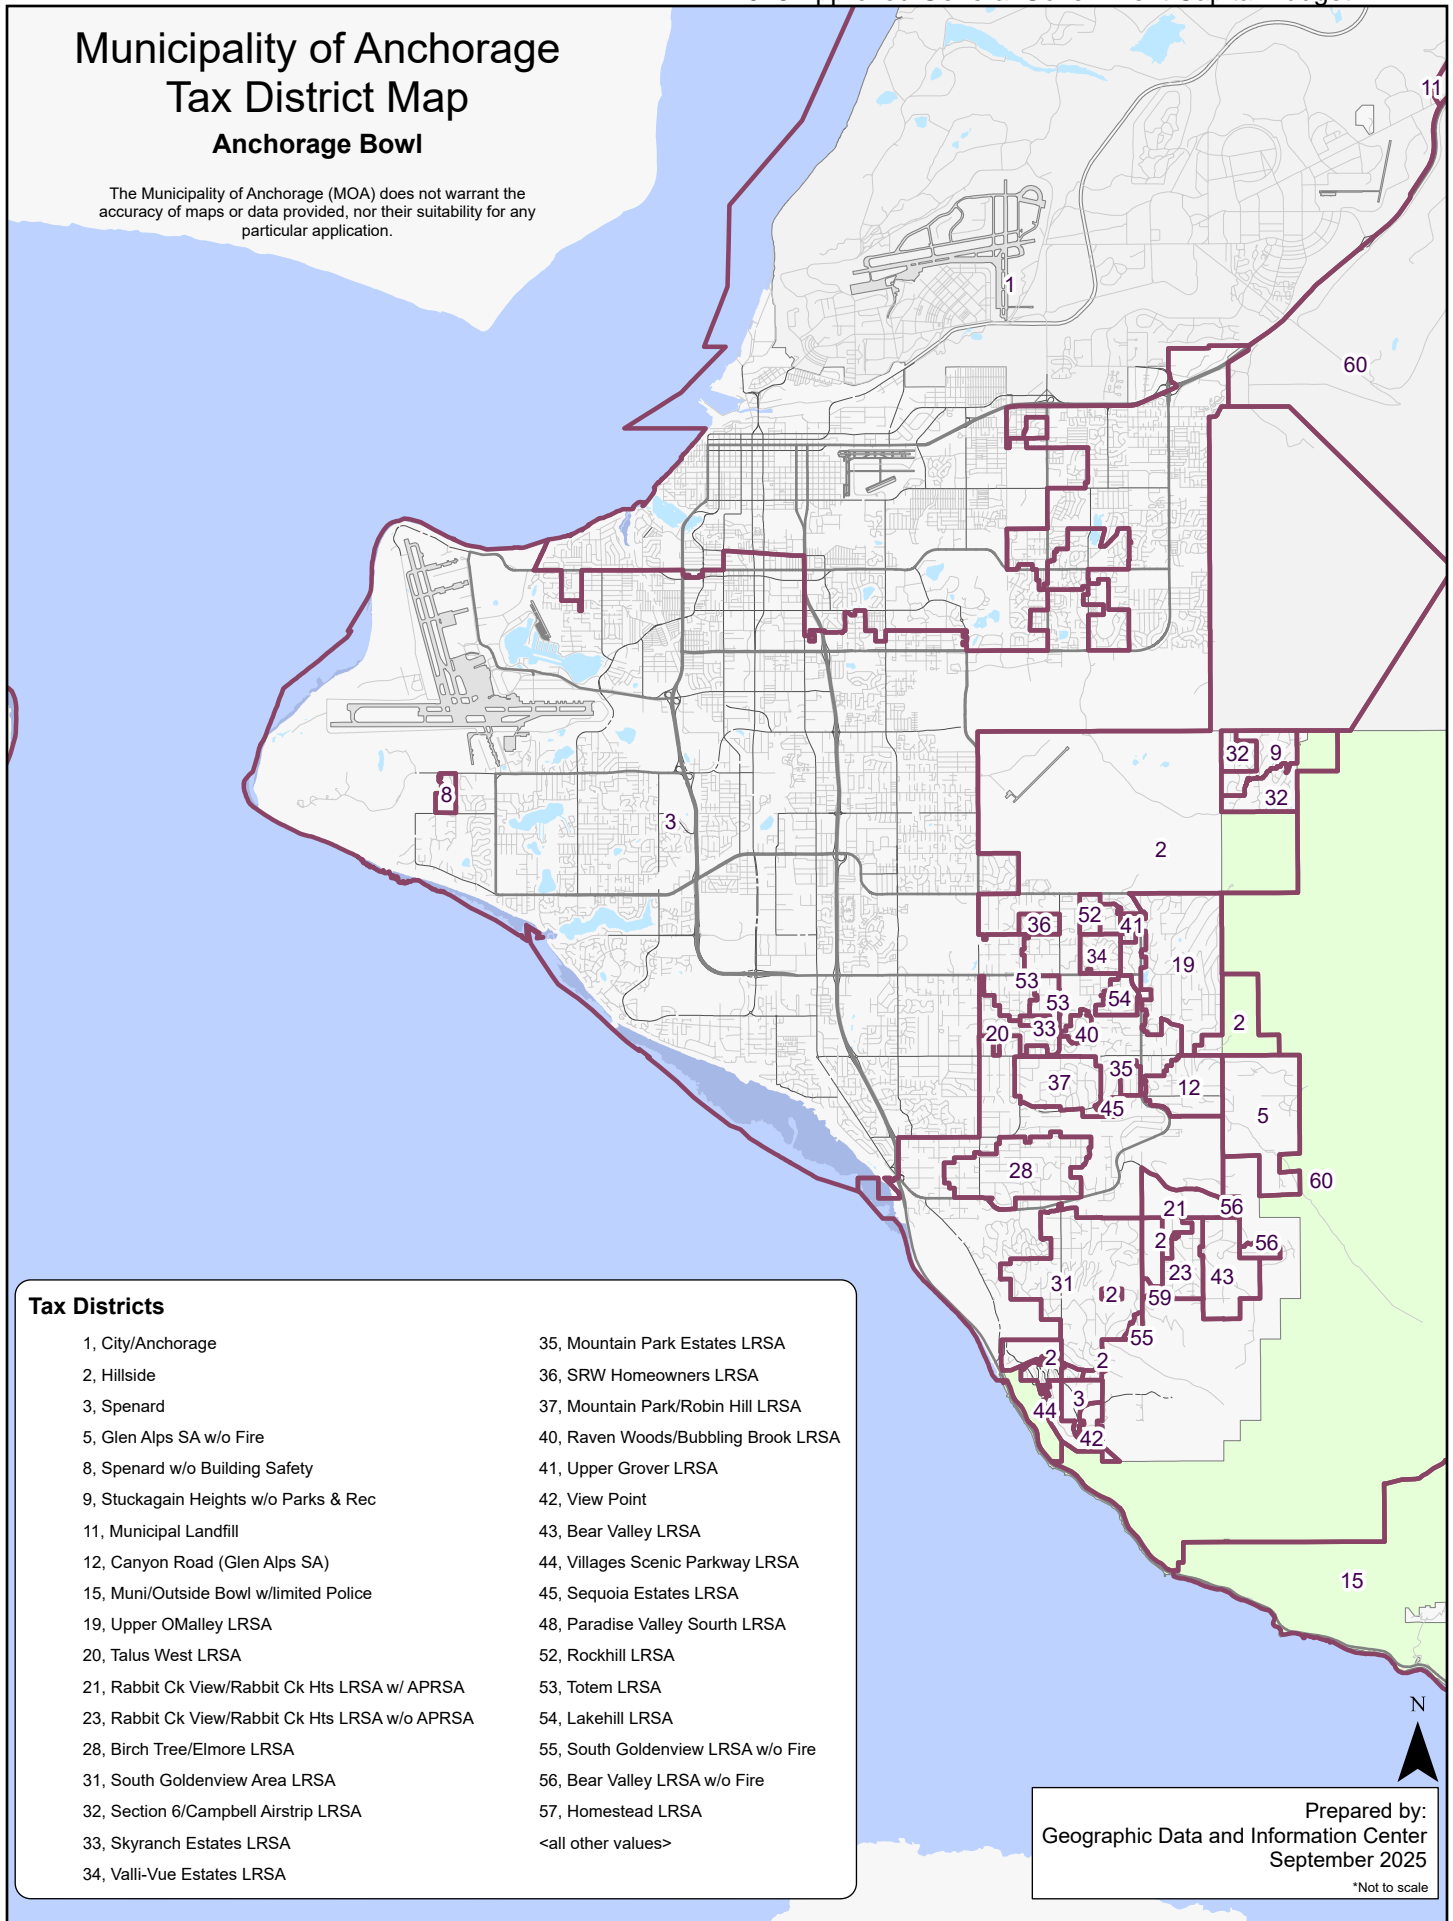 Municipality of Anchorage
Tax District Map
Anchorage Bowl
The Municipality of Anchorage (MOA) does not warrant the
accuracy of maps or data provided, nor their suitability for any
particular application.
11
1
60
8
3
32
9
32
2
36
52
41
34
19
53
53
54
2
20
33
40
35
37
12
45
5
28
60
21
56
2
56
31
23
43
2
59
55
2
2
3
44
42
15
Tax Districts
1, City/Anchorage
2, Hillside
3, Spenard
5, Glen Alps SA w/o Fire
8, Spenard w/o Building Safety
9, Stuckagain Heights w/o Parks & Rec
11, Municipal Landfill
12, Canyon Road (Glen Alps SA)
15, Muni/Outside Bowl w/limited Police
19, Upper OMalley LRSA
20, Talus West LRSA
21, Rabbit Ck View/Rabbit Ck Hts LRSA w/ APRSA
23, Rabbit Ck View/Rabbit Ck Hts LRSA w/o APRSA
28, Birch Tree/Elmore LRSA
31, South Goldenview Area LRSA
32, Section 6/Campbell Airstrip LRSA
33, Skyranch Estates LRSA
34, Valli-Vue Estates LRSA
35, Mountain Park Estates LRSA
36, SRW Homeowners LRSA
37, Mountain Park/Robin Hill LRSA
40, Raven Woods/Bubbling Brook LRSA
41, Upper Grover LRSA
42, View Point
43, Bear Valley LRSA
44, Villages Scenic Parkway LRSA
45, Sequoia Estates LRSA
48, Paradise Valley Sourth LRSA
52, Rockhill LRSA
53, Totem LRSA
54, Lakehill LRSA
55, South Goldenview LRSA w/o Fire
56, Bear Valley LRSA w/o Fire
57, Homestead LRSA
<all other values>
N
Prepared by:
Geographic Data and Information Center
September 2025
*Not to scale